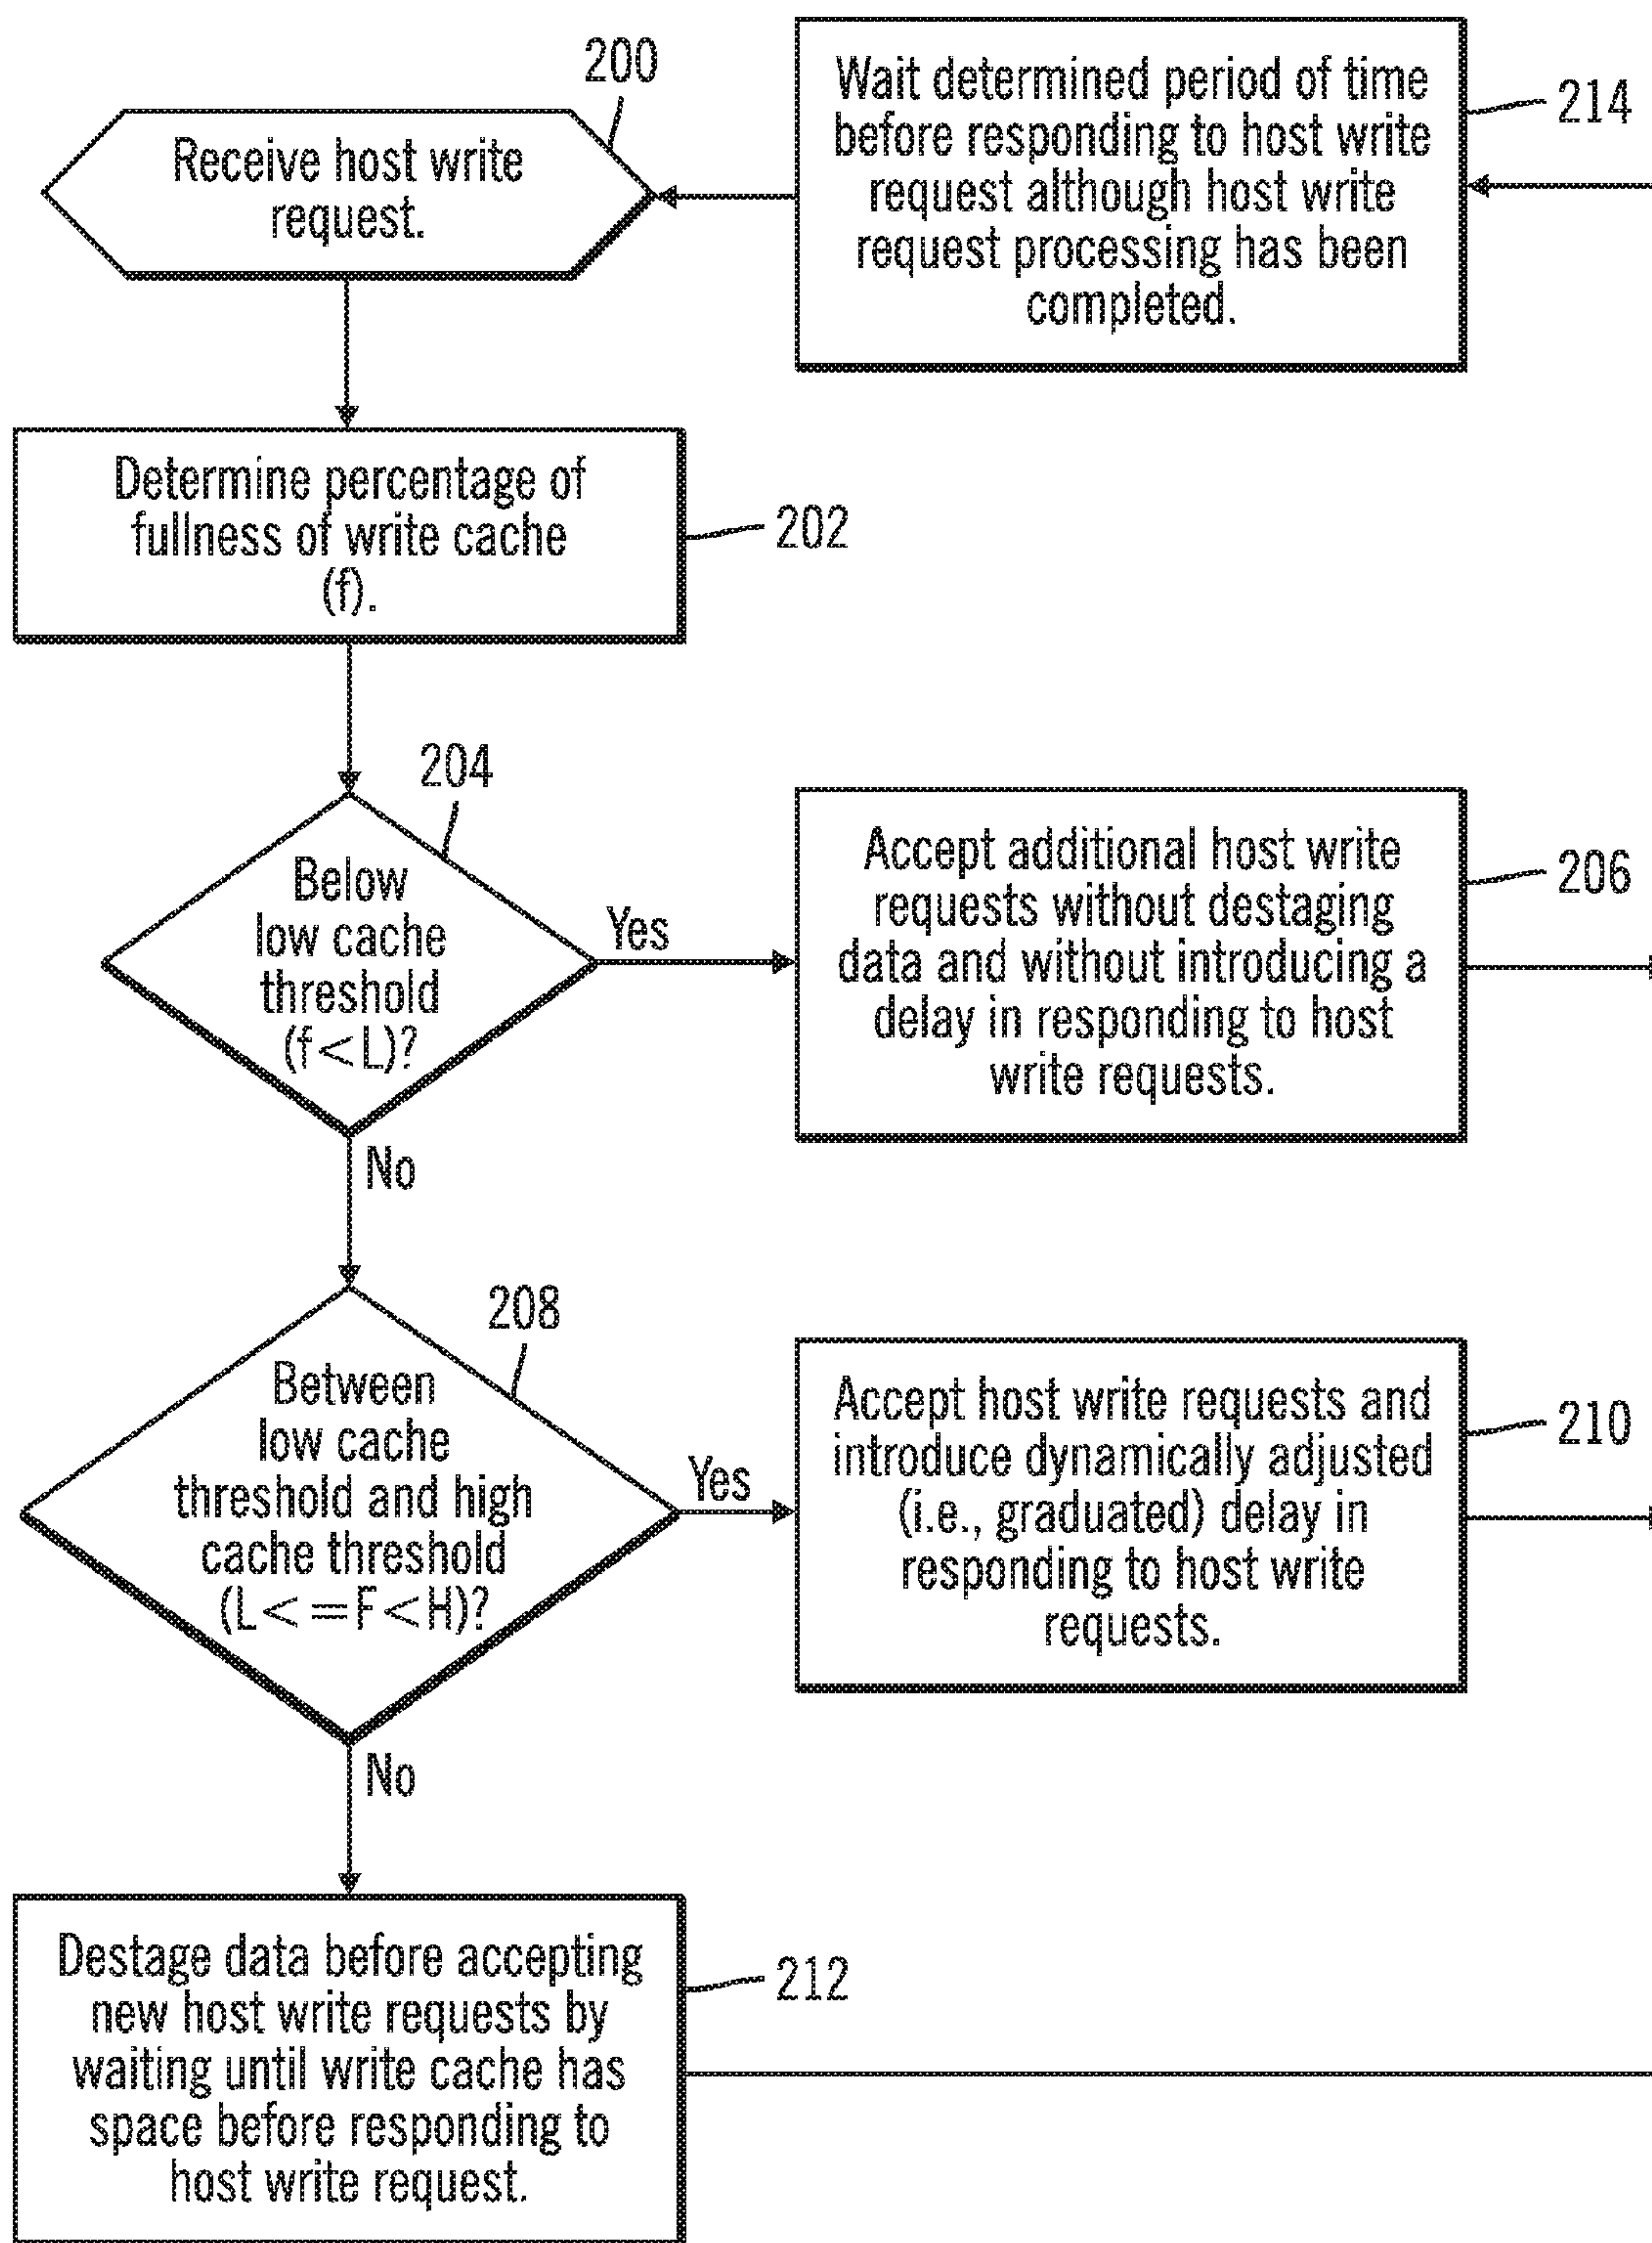 200
Receive host write
request.
Wait determined period of time
before responding to host write
request although host write
request processing has been
completed.
214
Determine percentage of
fullness of write cache
(f).
202
204
Below
low cache
threshold
(f<L)?
Yes
No
Accept additional host write
requests without destaging
data and without introducing a
delay in responding to host
write requests.
206
208
Between
low cache
threshold and high
cache threshold
(L< =F<H)?
Yes
No
Accept host write requests and
introduce dynamically adjusted
(i.e., graduated) delay in
responding to host write
requests.
210
Destage data before accepting
new host write requests by
waiting until write cache has
space before responding to
host write request.
212